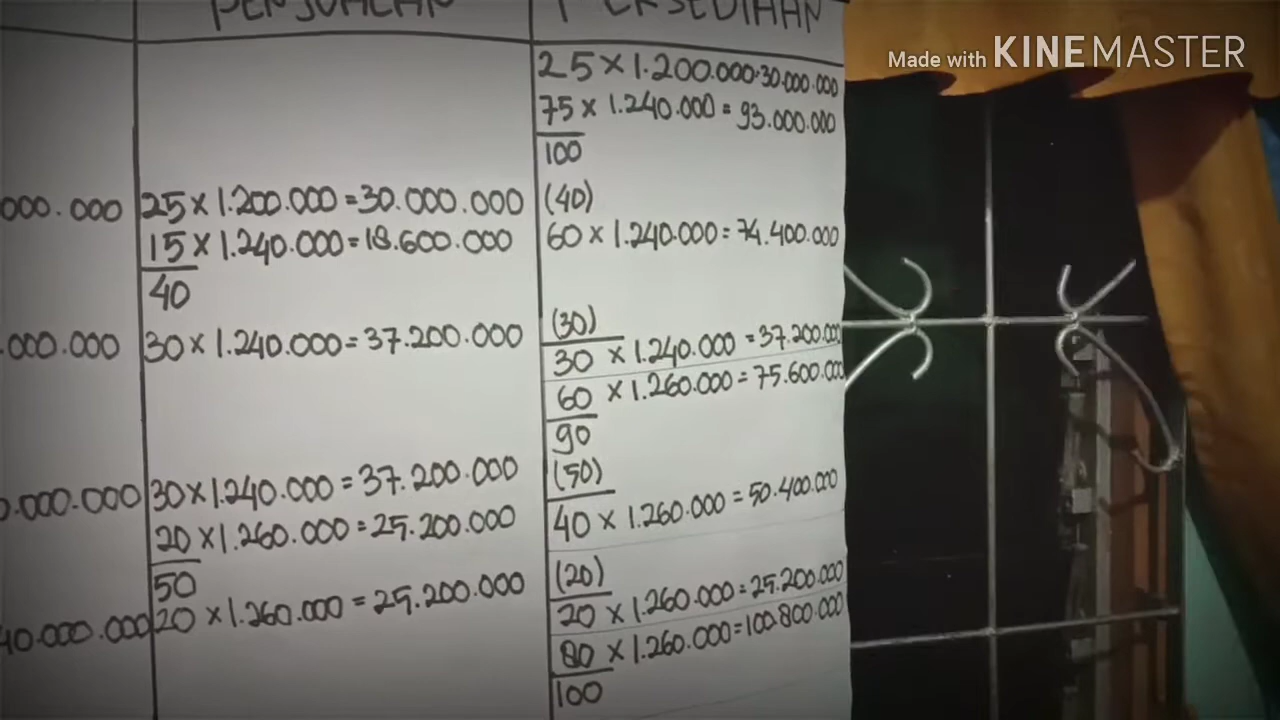 Made with KINEMASTER
PENJUALAN PERSEDIAAN
25 × 1.200.000=30.000.000
75 × 1.240.000 = 93.000.000
100
000.000 25 × 1.200.000 = 30.000.000 (40)
15 × 1.240.000 = 18.600.000 60 × 1.240.000 = 74.400.000
40
.000.000 30 × 1.240.000 = 37.200.000 (30)
30 × 1.240.000 = 37.200.000
60 × 1.260.000 = 75.600.000
90
0.000.000 30 × 1.240.000 = 37.200.000 (50)
20 × 1.260.000 = 25.200.000 40 × 1.260.000 = 50.400.000
50 (20)
40.000.000 20 × 1.260.000 = 25.200.000 20 × 1.260.000 = 25.200.000
80 × 1.260.000 = 100.800.000
100